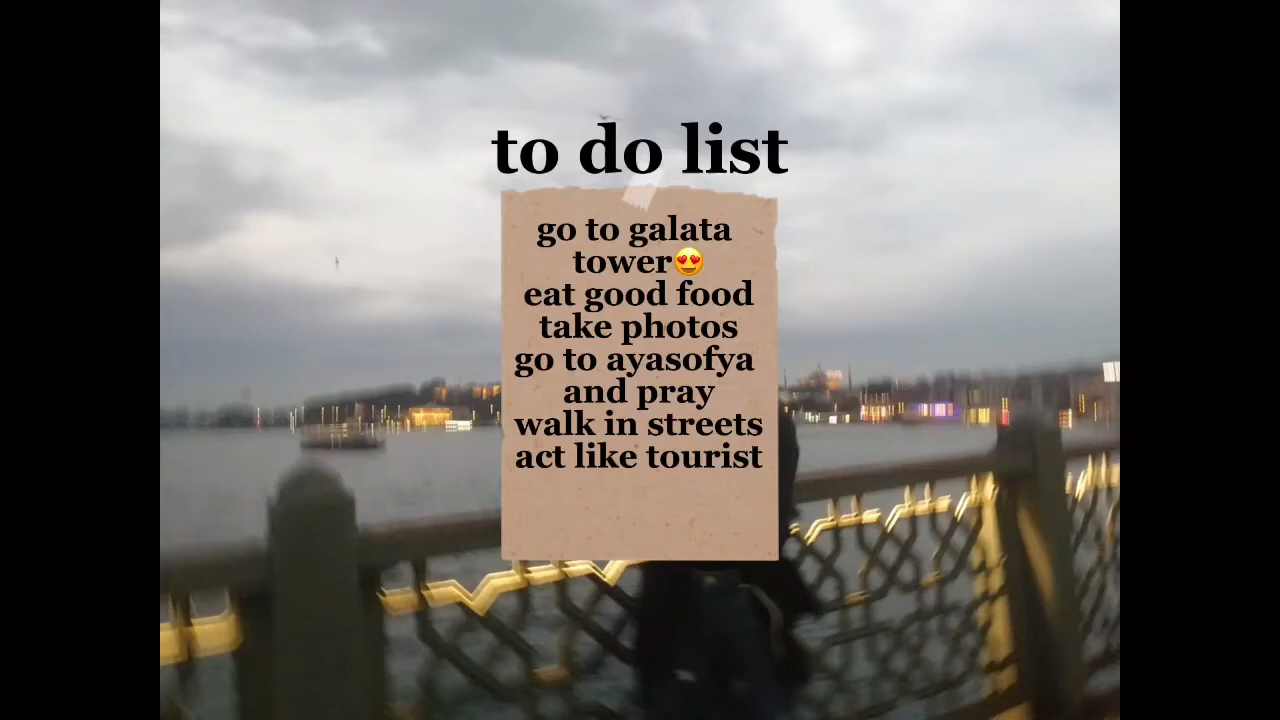 to do list
go to galata
tower😍
eat good food
take photos
go to ayasofya
and pray
walk in streets
act like tourist